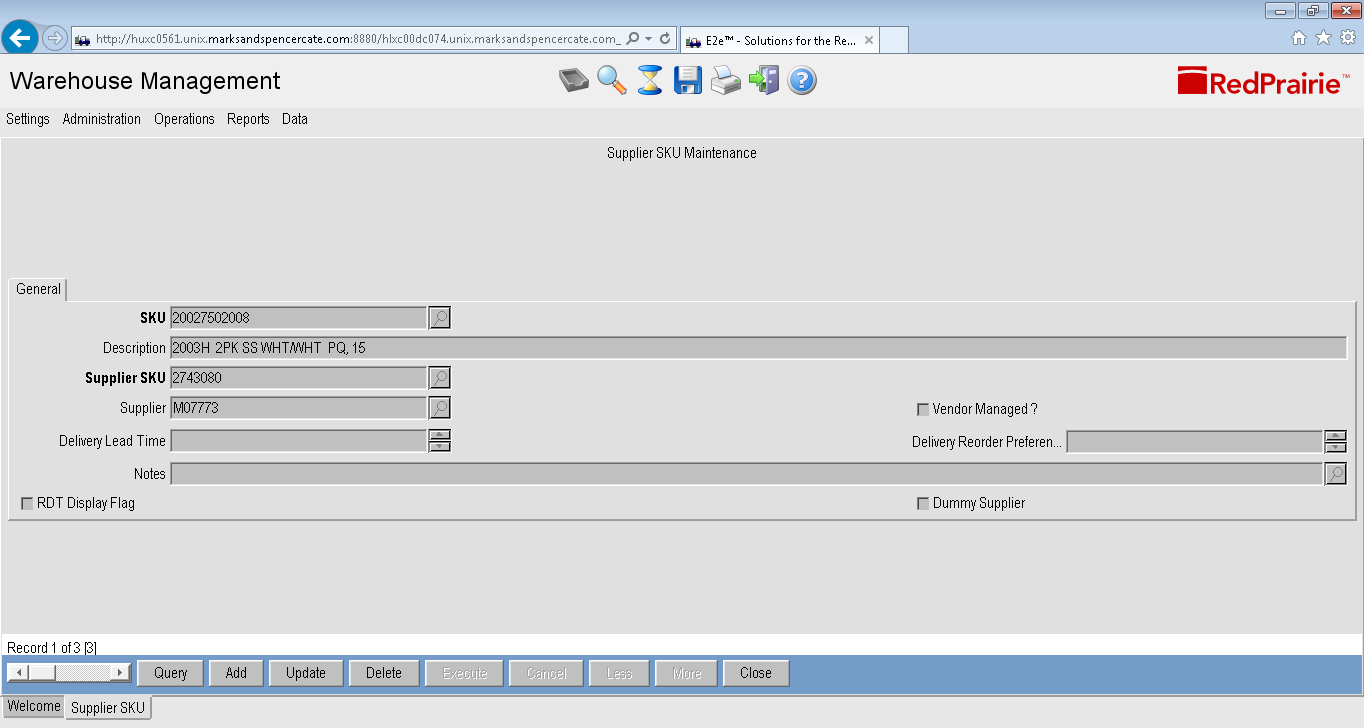 http://huxc0561.unix.marksandspencercate.com:8880/hlxc00dc074.unix.marksandspencercate.com_
E2e™ - Solutions for the Re...
Warehouse Management
RedPrairie™
Settings Administration Operations Reports Data
Supplier SKU Maintenance
General
SKU 20027502008
Description 2003H 2PK SS WHT/WHT PQ, 15
Supplier SKU 2743080
Supplier M07773
Vendor Managed ?
Delivery Lead Time
Delivery Reorder Preferen...
Notes
RDT Display Flag
Dummy Supplier
Record 1 of 3 [3]
Query Add Update Delete Execute Cancel Less More Close
Welcome Supplier SKU